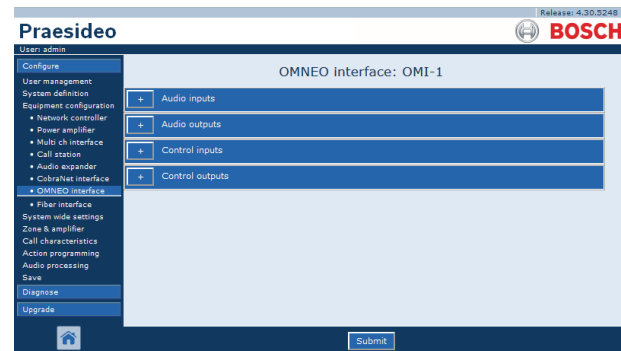 Release: 4.30.5248
Praesideo
BOSCH
User: admin
Configure
User management
System definition
Equipment configuration
• Network controller
• Power amplifier
• Multi ch interface
• Call station
• Audio expander
• CobraNet interface
• OMNEO interface
• Fiber interface
System wide settings
Zone & amplifier
Call characteristics
Action programming
Audio processing
Save
Diagnose
Upgrade
OMNEO interface: OMI-1
+ Audio inputs
+ Audio outputs
+ Control inputs
+ Control outputs
Submit